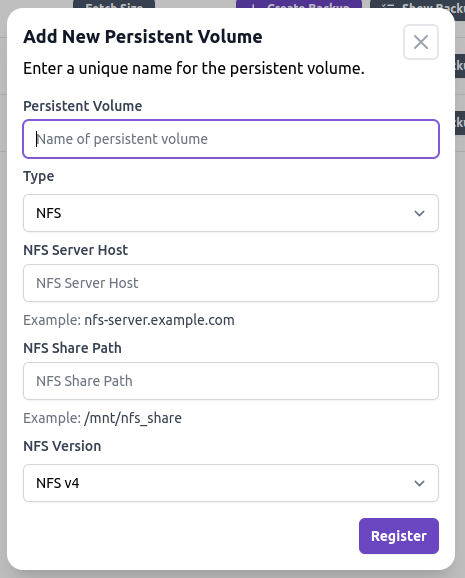 Fetch Size
Create Backup
Show Backu
Add New Persistent Volume
Enter a unique name for the persistent volume.
Persistent Volume
Name of persistent volume
Type
NFS
NFS Server Host
NFS Server Host
Example: nfs-server.example.com
NFS Share Path
NFS Share Path
Example: /mnt/nfs_share
NFS Version
NFS v4
Register